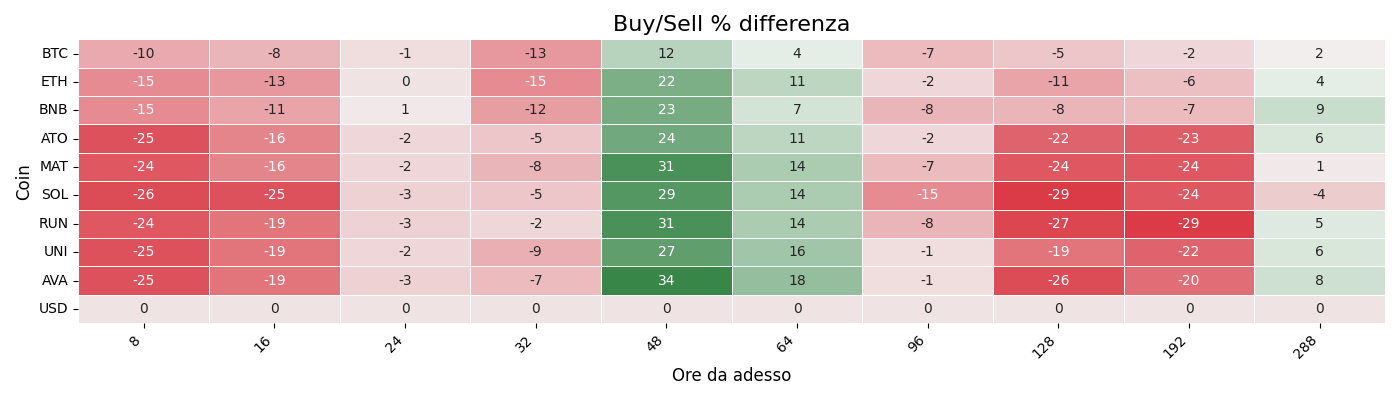 Buy/Sell % differenza
Coin
BTC -10 -8 -1 -13 12 4 -7 -5 -2 2
ETH -15 -13 0 -15 22 11 -2 -11 -6 4
BNB -15 -11 1 -12 23 7 -8 -8 -7 9
ATO -25 -16 -2 -5 24 11 -2 -22 -23 6
MAT -24 -16 -2 -8 31 14 -7 -24 -24 1
SOL -26 -25 -3 -5 29 14 -15 -29 -24 -4
RUN -24 -19 -3 -2 31 14 -8 -27 -29 5
UNI -25 -19 -2 -9 27 16 -1 -19 -22 6
AVA -25 -19 -3 -7 34 18 -1 -26 -20 8
USD 0 0 0 0 0 0 0 0 0 0
8 16 24 32 48 64 96 128 192 288
Ore da adesso